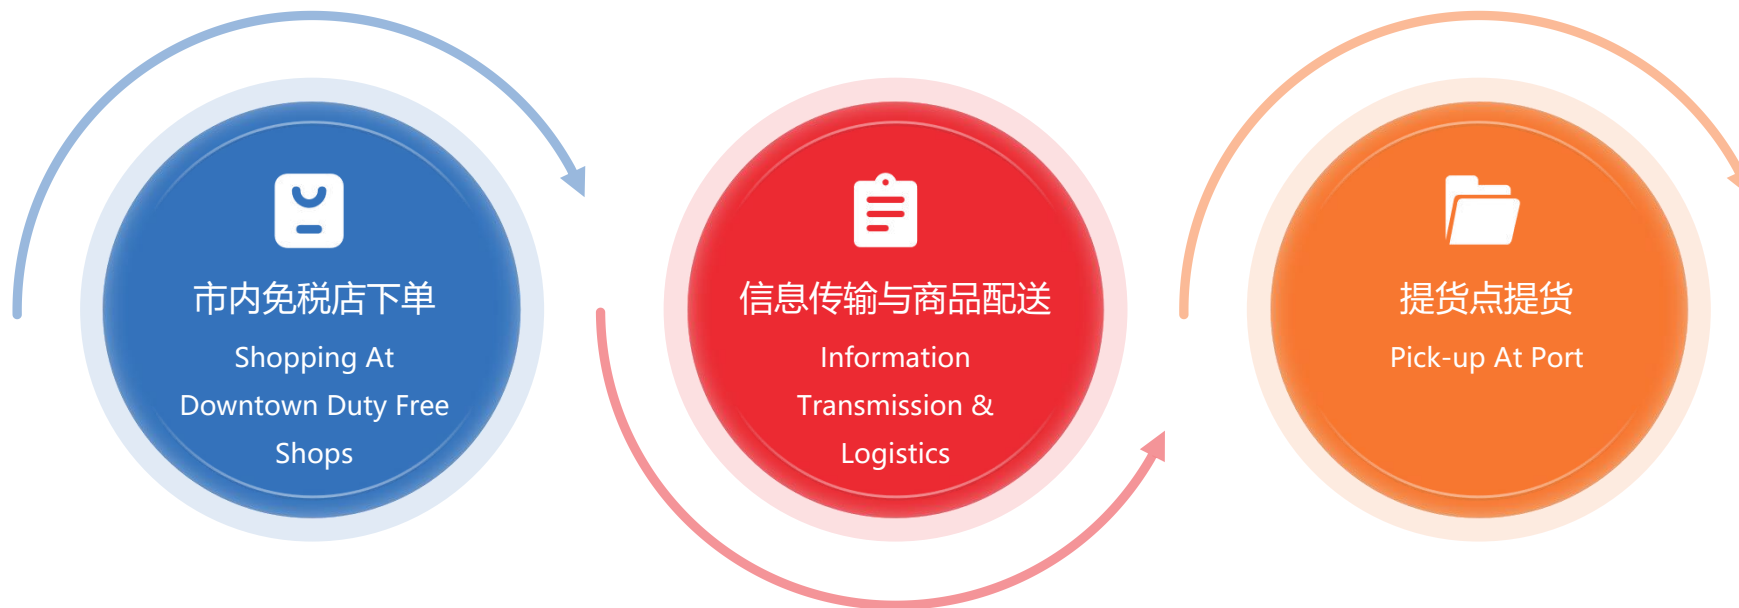 市内免税店下单
Shopping At
Downtown Duty Free
Shops
信息传输与商品配送
Information
Transmission &
Logistics
提货点提货
Pick-up At Port